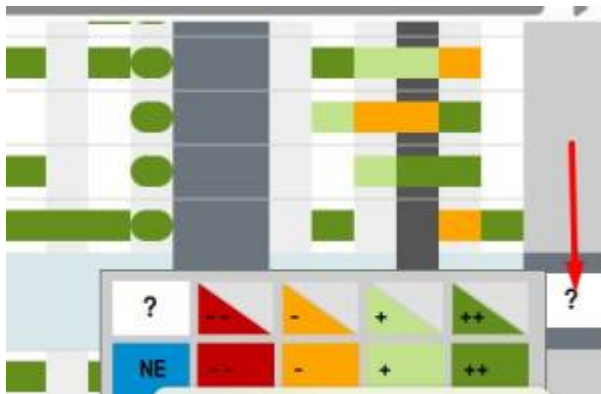 ? -- - + ++ ?
NE -- - + ++